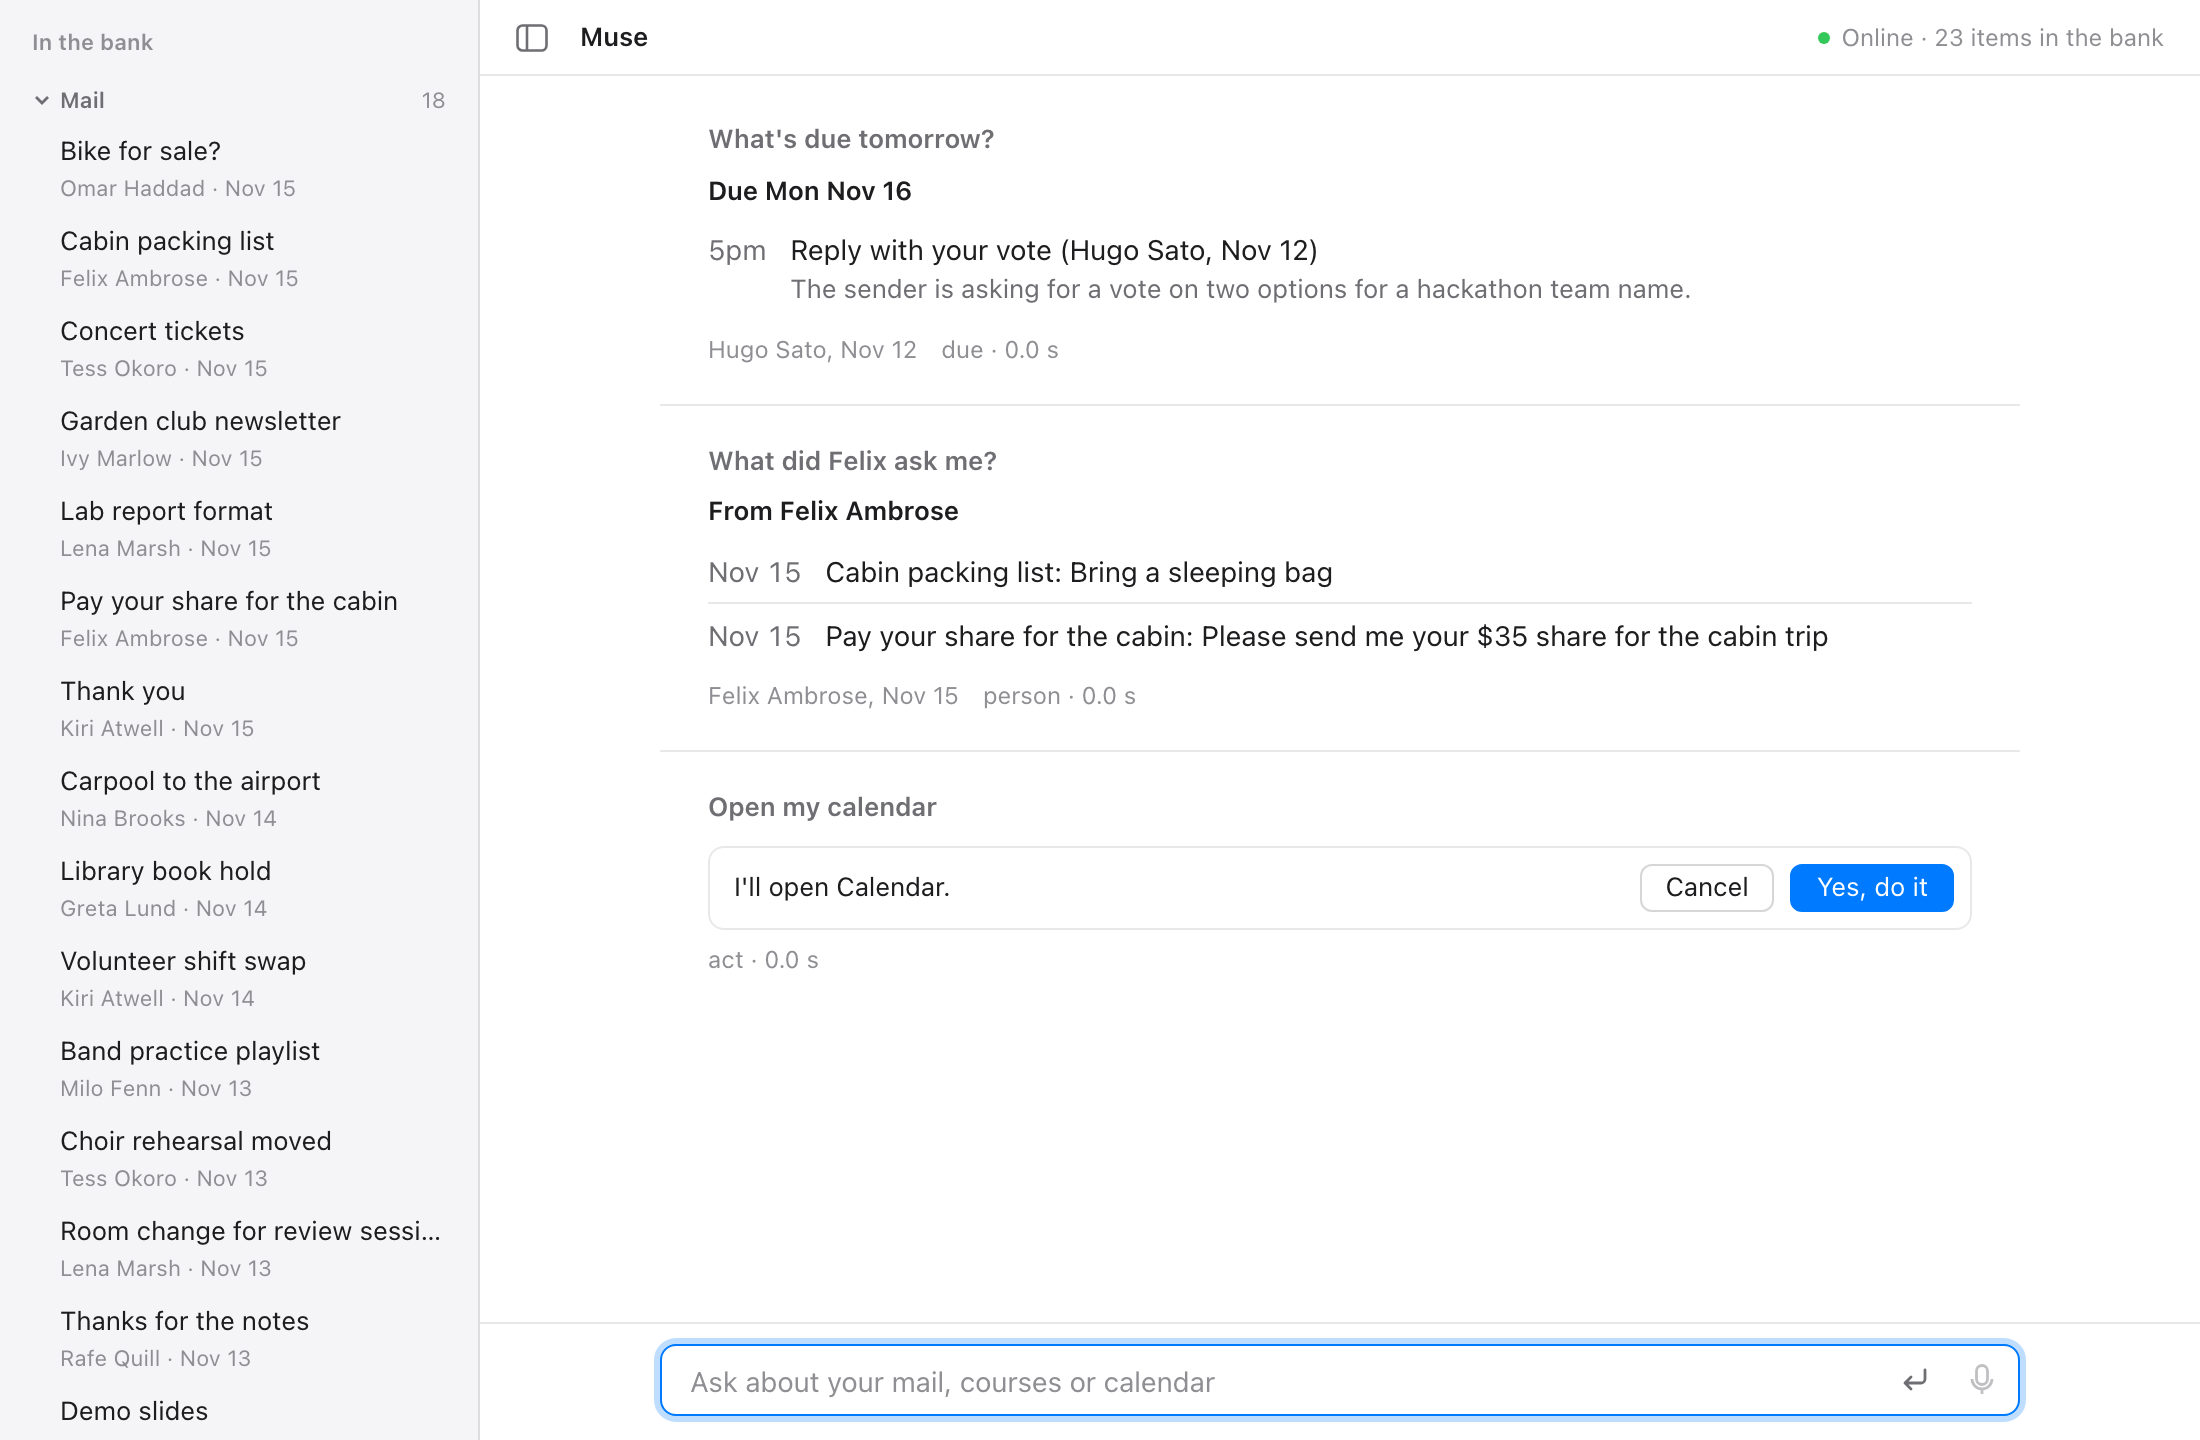 In the bank
Mail 18
Bike for sale?
Omar Haddad · Nov 15
Cabin packing list
Felix Ambrose · Nov 15
Concert tickets
Tess Okoro · Nov 15
Garden club newsletter
Ivy Marlow · Nov 15
Lab report format
Lena Marsh · Nov 15
Pay your share for the cabin
Felix Ambrose · Nov 15
Thank you
Kiri Atwell · Nov 15
Carpool to the airport
Nina Brooks · Nov 14
Library book hold
Greta Lund · Nov 14
Volunteer shift swap
Kiri Atwell · Nov 14
Band practice playlist
Milo Fenn · Nov 13
Choir rehearsal moved
Tess Okoro · Nov 13
Room change for review sessi...
Lena Marsh · Nov 13
Thanks for the notes
Rafe Quill · Nov 13
Demo slides
Muse
Online · 23 items in the bank
What's due tomorrow?
Due Mon Nov 16
5pm Reply with your vote (Hugo Sato, Nov 12)
The sender is asking for a vote on two options for a hackathon team name.
Hugo Sato, Nov 12 due · 0.0 s
What did Felix ask me?
From Felix Ambrose
Nov 15 Cabin packing list: Bring a sleeping bag
Nov 15 Pay your share for the cabin: Please send me your $35 share for the cabin trip
Felix Ambrose, Nov 15 person · 0.0 s
Open my calendar
I'll open Calendar. Cancel Yes, do it
act · 0.0 s
Ask about your mail, courses or calendar